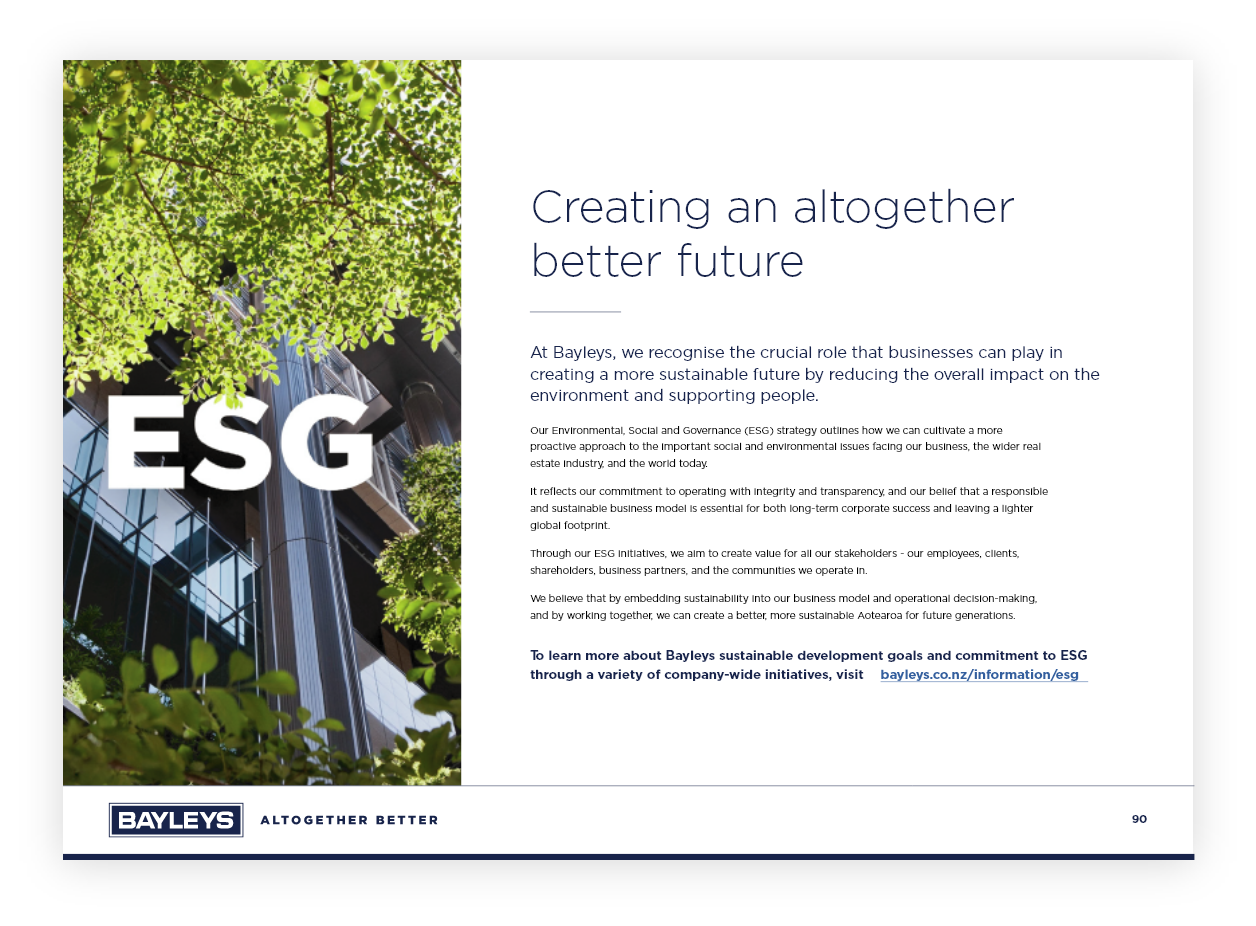 Creating an altogether
better future
At Bayleys, we recognise the crucial role that businesses can play in
creating a more sustainable future by reducing the overall impact on the
environment and supporting people.
ESG
Our Environmental, Social and Governance (ESG) strategy outlines how we can cultivate a more
proactive approach to the important social and environmental issues facing our business, the wider real
estate industry, and the world today.
It reflects our commitment to operating with integrity and transparency, and our belief that a responsible
and sustainable business model is essential for both long-term corporate success and leaving a lighter
global footprint.
Through our ESG initiatives, we aim to create value for all our stakeholders - our employees, clients,
shareholders, business partners, and the communities we operate in.
We believe that by embedding sustainability into our business model and operational decision-making,
and by working together, we can create a better, more sustainable Aotearoa for future generations.
To learn more about Bayleys sustainable development goals and commitment to ESG
through a variety of company-wide initiatives, visit bayleys.co.nz/information/esg
BAYLEYS ALTOGETHER BETTER 90